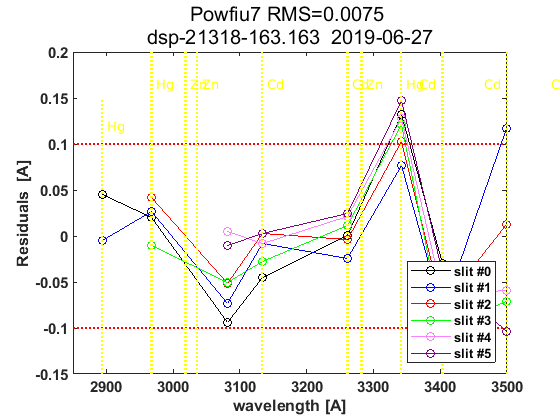 Powfiu7 RMS=0.0075
dsp-21318-163.163 2019-06-27
Residuals [A]
0.2
0.15
0.1
0.05
0
-0.05
-0.1
-0.15
Hg
Hg
Zn
Zn
Cd
Cd
Zn
Hg
Cd
Cd
C
slit #0
slit #1
slit #2
slit #3
slit #4
slit #5
2900 3000 3100 3200 3300 3400 3500
wavelength [A]